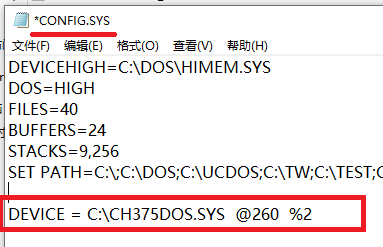 *CONFIG.SYS
文件(F) 编辑(E) 格式(O) 查看(V) 帮助(H)
DEVICEHIGH=C:\DOS\HIMEM.SYS
DOS=HIGH
FILES=40
BUFFERS=24
STACKS=9,256
SET PATH=C:\;C:\DOS;C:\UCDOS;C:\TW;C:\TEST;C
DEVICE = C:\CH375DOS.SYS  @260  %2